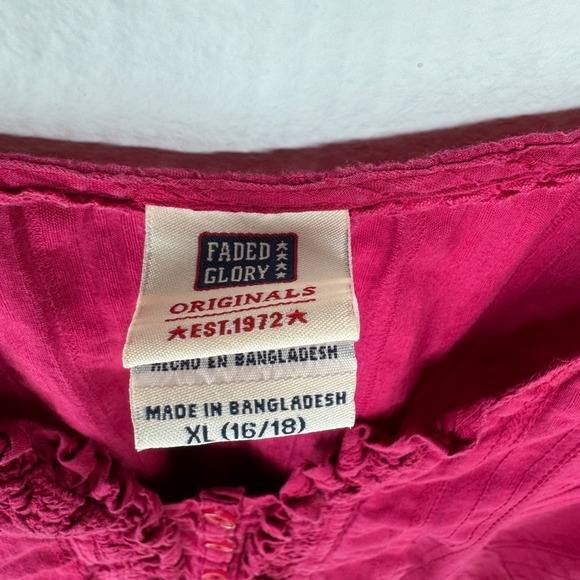 FADED
GLORY
ORIGINALS
★EST.1972★
HECHO EN BANGLADESH
MADE IN BANGLADESH
XL (16/18)